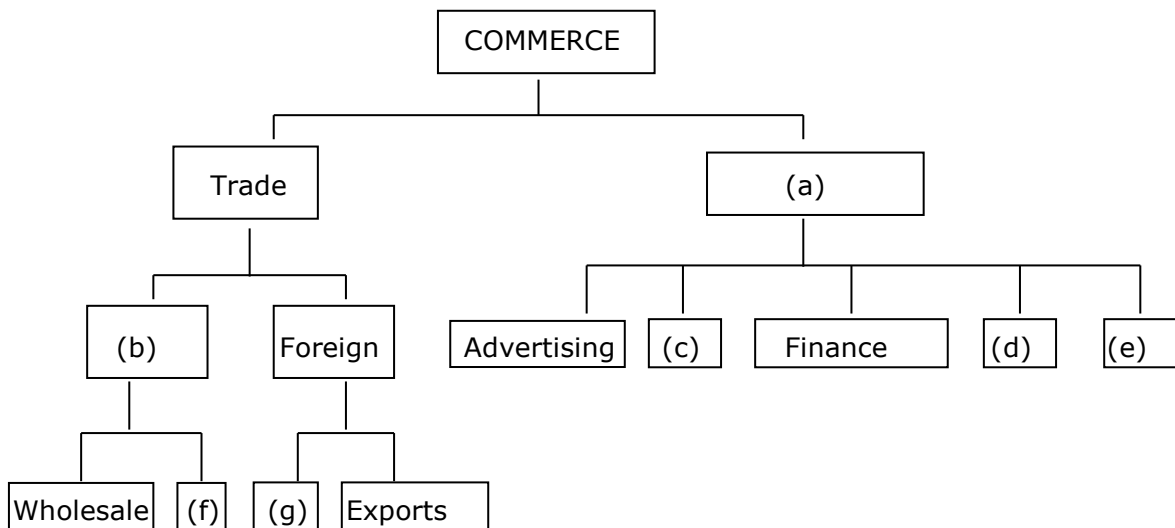 COMMERCE
Trade (a)
(b) Foreign Advertising (c) Finance (d) (e)
Wholesale (f) (g) Exports